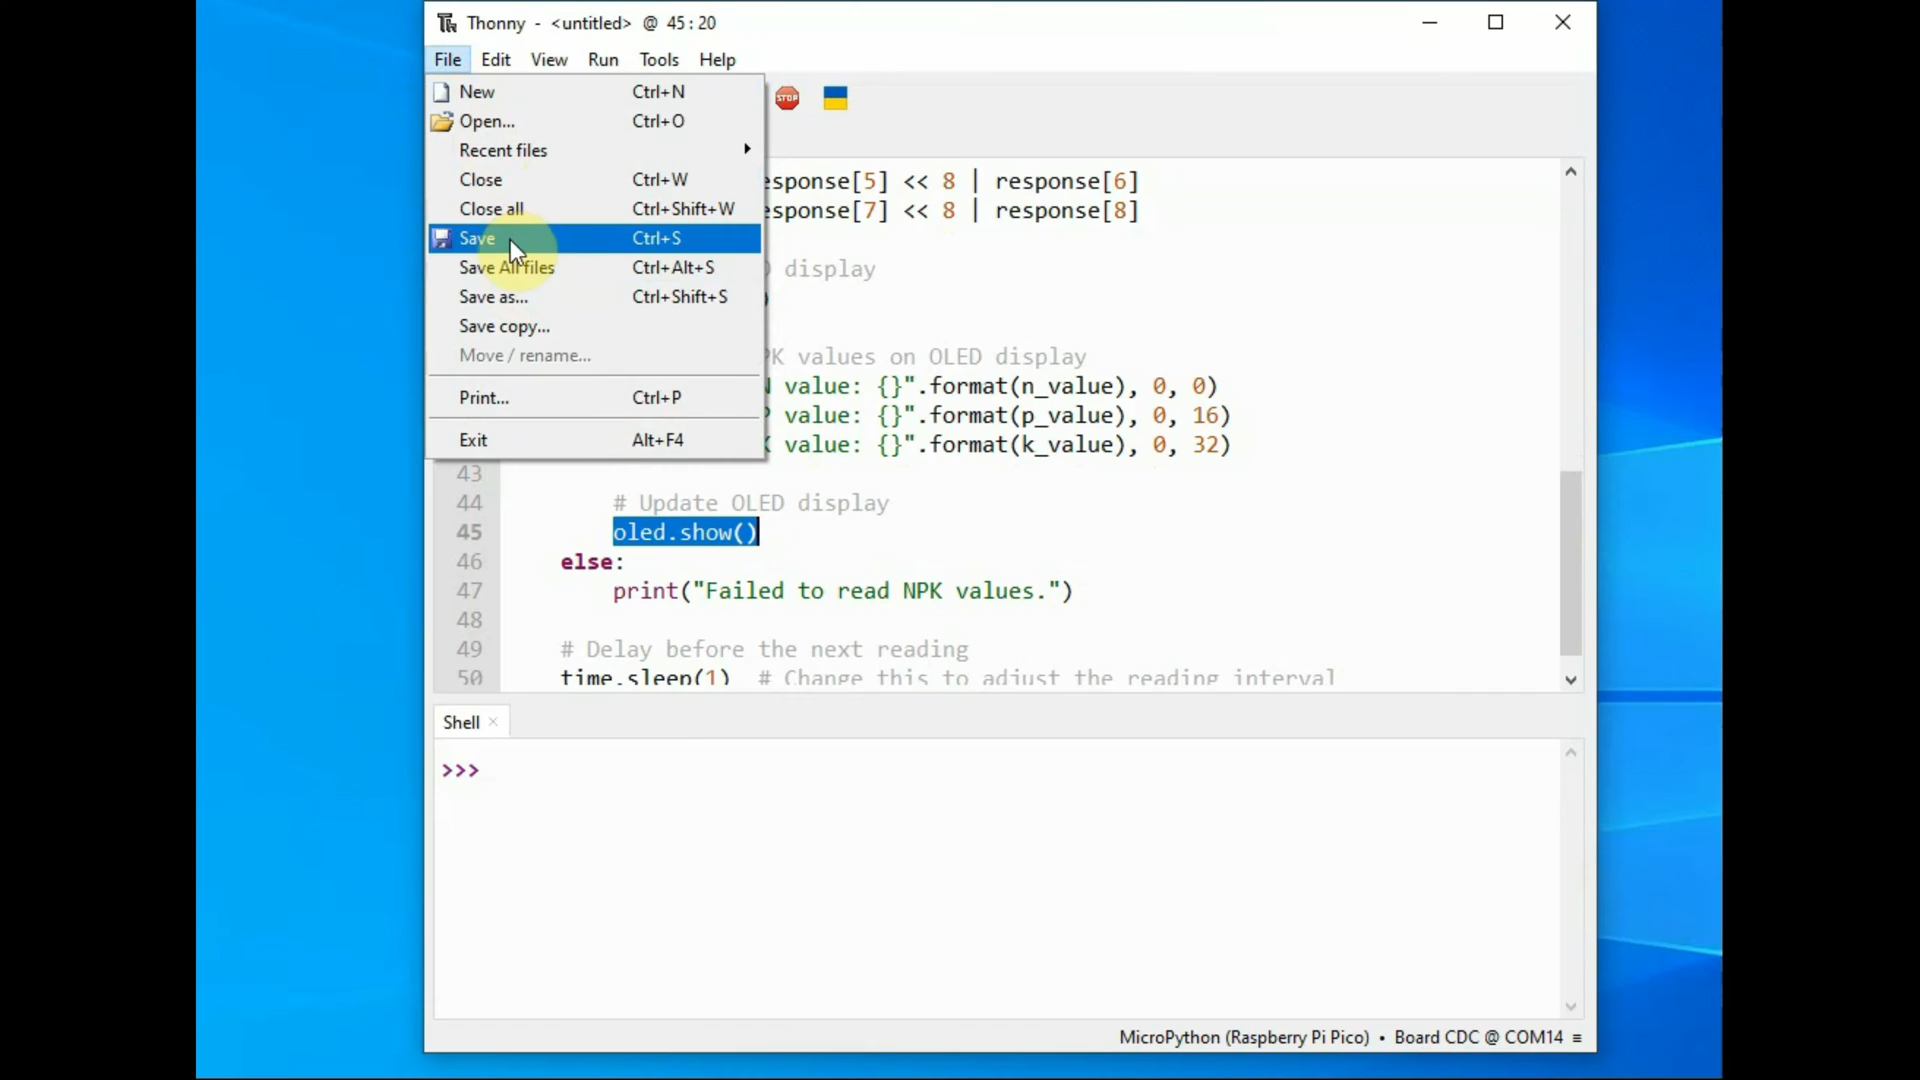 Thonny - <untitled> @ 45:20
File Edit View Run Tools Help
New Ctrl+N
STOP
Open... Ctrl+O
Recent files
Close Ctrl+W
esponse[5] << 8 | response[6]
Close all Ctrl+Shift+W
esponse[7] << 8 | response[8]
Save Ctrl+S
Save All files Ctrl+Alt+S
display
Save as... Ctrl+Shift+S
)
Save copy...
Move / rename...
PK values on OLED display
N value: {}".format(n_value), 0, 0)
Print... Ctrl+P
P value: {}".format(p_value), 0, 16)
Exit Alt+F4
K value: {}".format(k_value), 0, 32)
43
44 # Update OLED display
45 oled.show()
46 else:
47 print("Failed to read NPK values.")
48
49 # Delay before the next reading
50 time.sleep(1) # Change this to adjust the reading interval
Shell
>>>
MicroPython (Raspberry Pi Pico) • Board CDC @ COM14 ≡